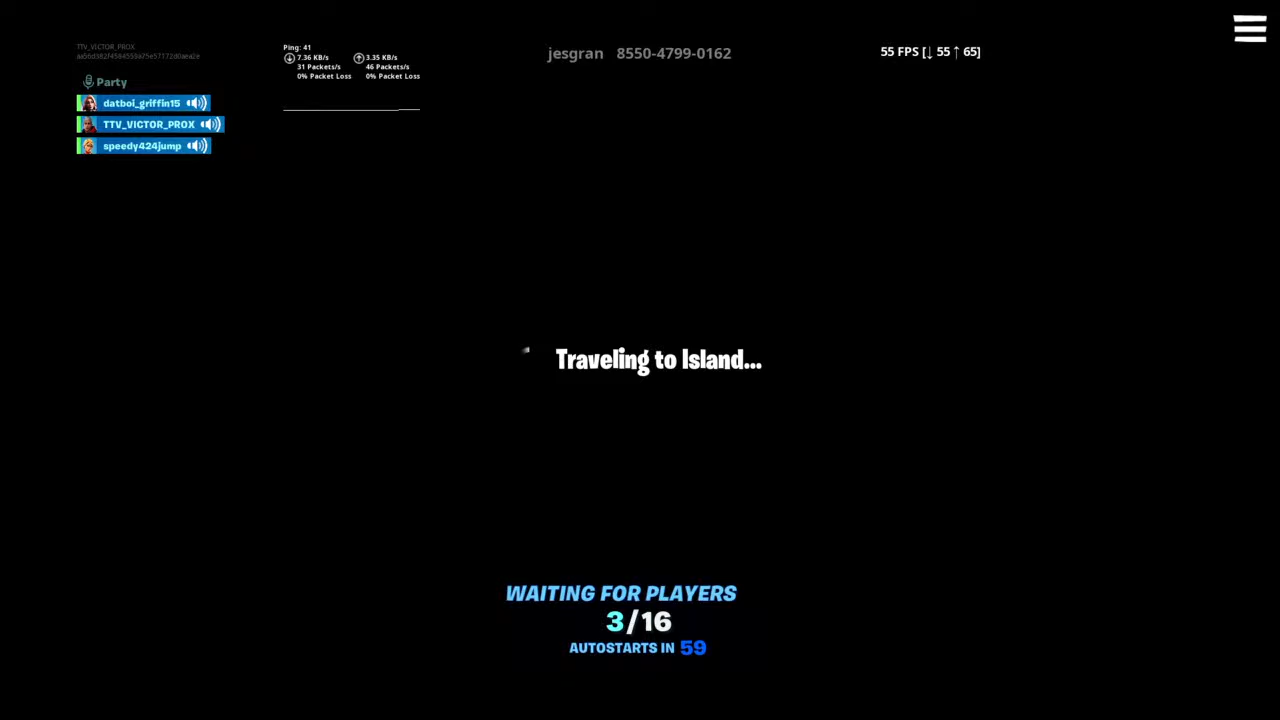 TTV_VICTOR_PROX
Party
datboi_griffin15
TTV_VICTOR_PROX
speedy424jump
Ping: 41
7.36 KB/s 3.35 KB/s
31 Packets/s 46 Packets/s
0% Packet Loss 0% Packet Loss
jesgran 8550-4799-0162
55 FPS [↓ 55 ↑ 65]
Traveling to Island...
WAITING FOR PLAYERS
3/16
AUTOSTARTS IN 59